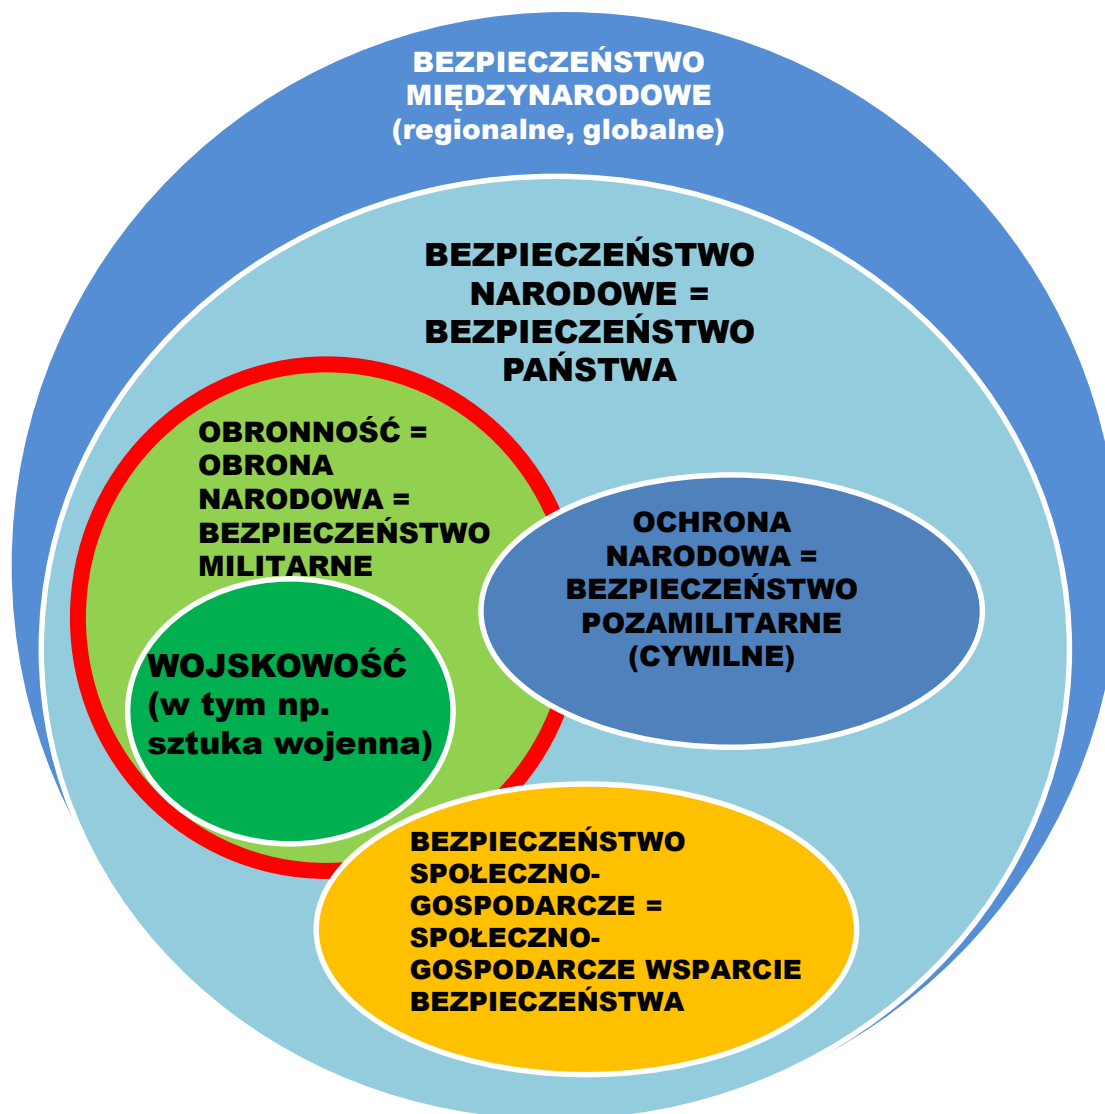 BEZPIECZEŃSTWO
MIĘDZYNARODOWE
(regionalne, globalne)
BEZPIECZEŃSTWO
NARODOWE =
BEZPIECZEŃSTWO
PAŃSTWA
OBRONNOŚĆ =
OBRONA
NARODOWA =
BEZPIECZEŃSTWO
MILITARNE
OCHRONA
NARODOWA =
BEZPIECZEŃSTWO
POZAMILITARNE
(CYWILNE)
WOJSKOWOŚĆ
(w tym np.
sztuka wojenna)
BEZPIECZEŃSTWO
SPOŁECZNO-
GOSPODARCZE =
SPOŁECZNO-
GOSPODARCZE WSPARCIE
BEZPIECZEŃSTWA